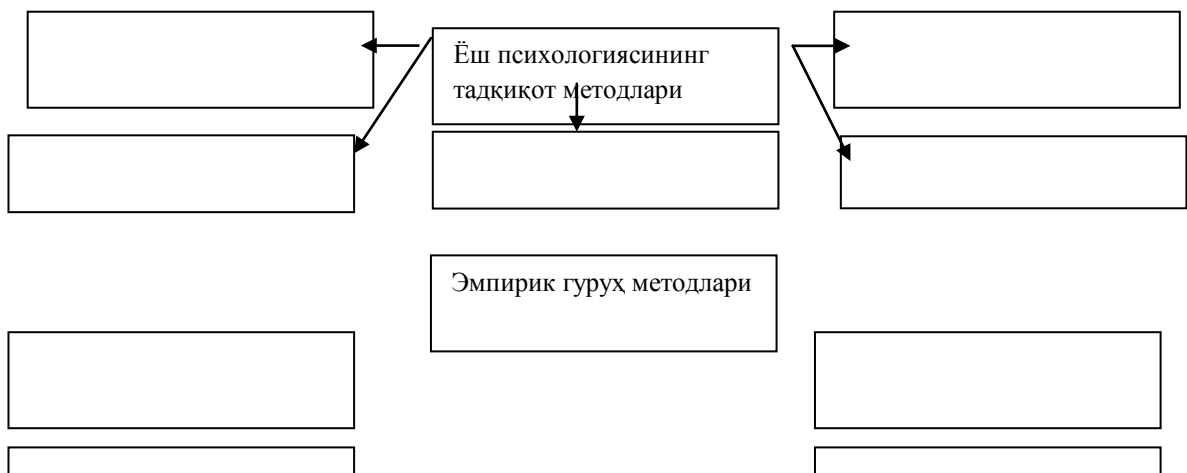 Ёш психологиясининг
тадқиқот методлари
Эмпирик гуруҳ методлари